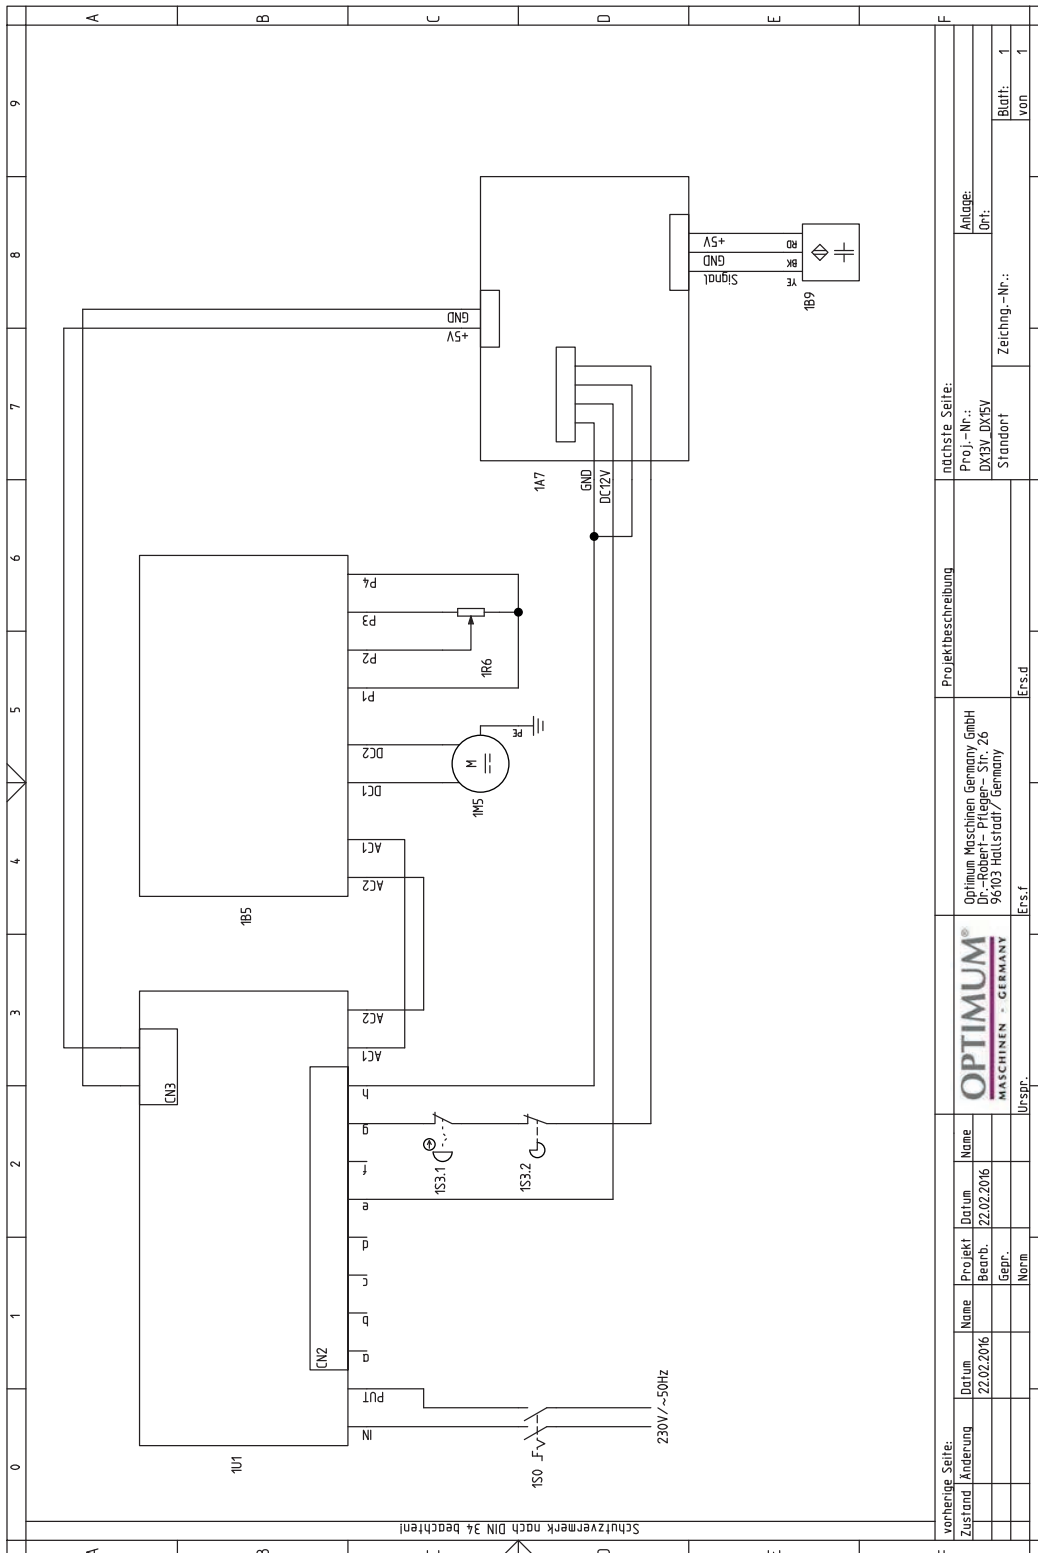 0 1 2 3 4 5 6 7 8 9
A
B
C
D
E
F
Schutzvermerk nach DIN 34 beachten!
1U1
CN3
CN2
IN
PUT
a
b
c
d
e
f
g
h
AC1
AC2
1B5
AC2
AC1
DC1
DC2
P1
P2
P3
P4
1M5
M
PE
1R6
1S0
230V/~50Hz
1S3.1
1S3.2
1A7
+5V
GND
GND
DC12V
Signal
GND
+5V
YE
BK
RD
1B9
vorherige Seite:
Zustand Änderung Datum Name
22.02.2016
Projekt Datum Name
Bearb. 22.02.2016
Gepr.
Norm
OPTIMUM®
MASCHINEN - GERMANY
Urspr.
Ers.f
Ers.d
Optimum Maschinen Germany GmbH
Dr.-Robert- Pfleger- Str. 26
96103 Hallstadt/ Germany
Projektbeschreibung
nächste Seite:
Proj.-Nr.:
DX13V_DX15V
Standort
Anlage:
Ort:
Zeichng.-Nr.:
Blatt: 1
von 1